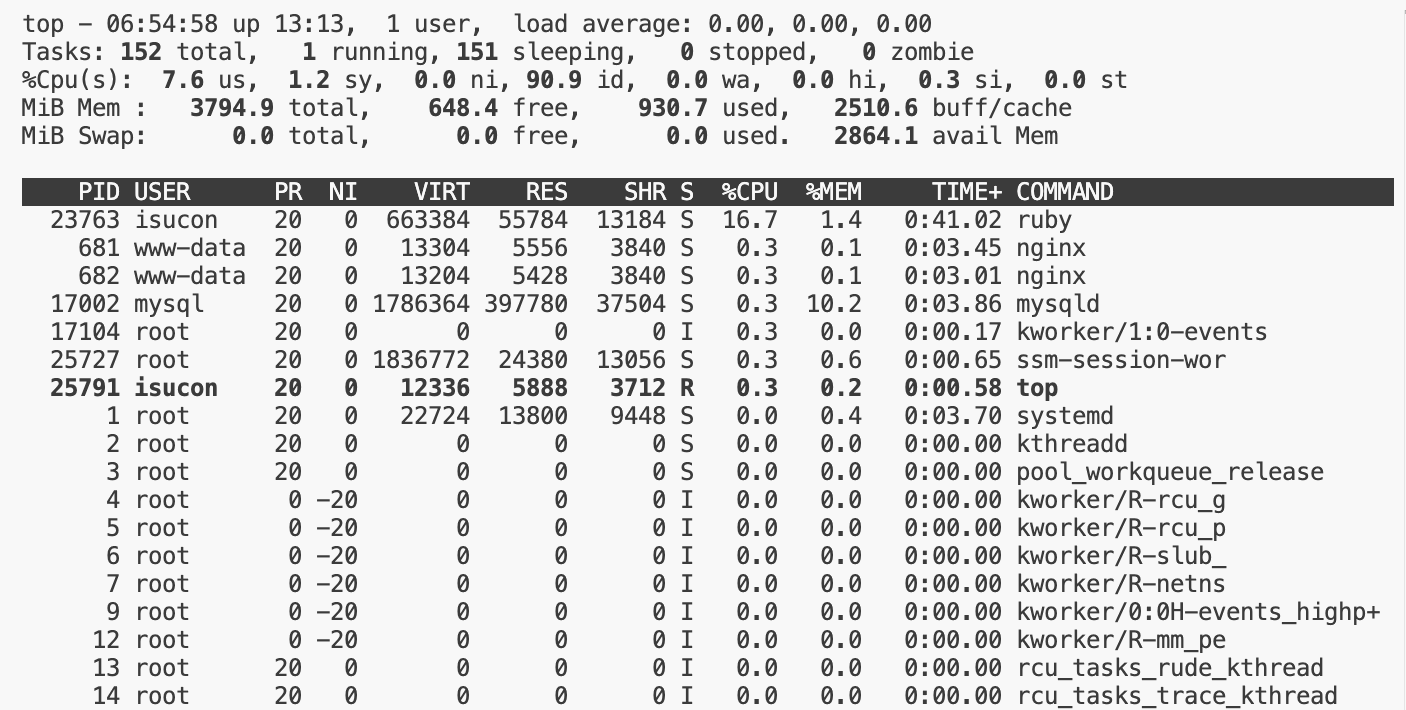 top - 06:54:58 up 13:13,  1 user,  load average: 0.00, 0.00, 0.00
Tasks: 152 total,   1 running, 151 sleeping,   0 stopped,   0 zombie
%Cpu(s):  7.6 us,  1.2 sy,  0.0 ni, 90.9 id,  0.0 wa,  0.0 hi,  0.3 si,  0.0 st
MiB Mem :   3794.9 total,    648.4 free,    930.7 used,   2510.6 buff/cache
MiB Swap:      0.0 total,      0.0 free,      0.0 used.   2864.1 avail Mem
    PID USER      PR  NI    VIRT    RES    SHR S  %CPU  %MEM     TIME+ COMMAND
  23763 isucon    20   0  663384  55784  13184 S  16.7   1.4   0:41.02 ruby
    681 www-data  20   0   13304   5556   3840 S   0.3   0.1   0:03.45 nginx
    682 www-data  20   0   13204   5428   3840 S   0.3   0.1   0:03.01 nginx
  17002 mysql     20   0 1786364 397780  37504 S   0.3  10.2   0:03.86 mysqld
  17104 root      20   0       0      0      0 I   0.3   0.0   0:00.17 kworker/1:0-events
  25727 root      20   0 1836772  24380  13056 S   0.3   0.6   0:00.65 ssm-session-wor
  25791 isucon    20   0   12336   5888   3712 R   0.3   0.2   0:00.58 top
      1 root      20   0   22724  13800   9448 S   0.0   0.4   0:03.70 systemd
      2 root      20   0       0      0      0 S   0.0   0.0   0:00.00 kthreadd
      3 root      20   0       0      0      0 S   0.0   0.0   0:00.00 pool_workqueue_release
      4 root       0 -20       0      0      0 I   0.0   0.0   0:00.00 kworker/R-rcu_g
      5 root       0 -20       0      0      0 I   0.0   0.0   0:00.00 kworker/R-rcu_p
      6 root       0 -20       0      0      0 I   0.0   0.0   0:00.00 kworker/R-slub_
      7 root       0 -20       0      0      0 I   0.0   0.0   0:00.00 kworker/R-netns
      9 root       0 -20       0      0      0 I   0.0   0.0   0:00.00 kworker/0:0H-events_highp+
     12 root       0 -20       0      0      0 I   0.0   0.0   0:00.00 kworker/R-mm_pe
     13 root      20   0       0      0      0 I   0.0   0.0   0:00.00 rcu_tasks_rude_kthread
     14 root      20   0       0      0      0 I   0.0   0.0   0:00.00 rcu_tasks_trace_kthread